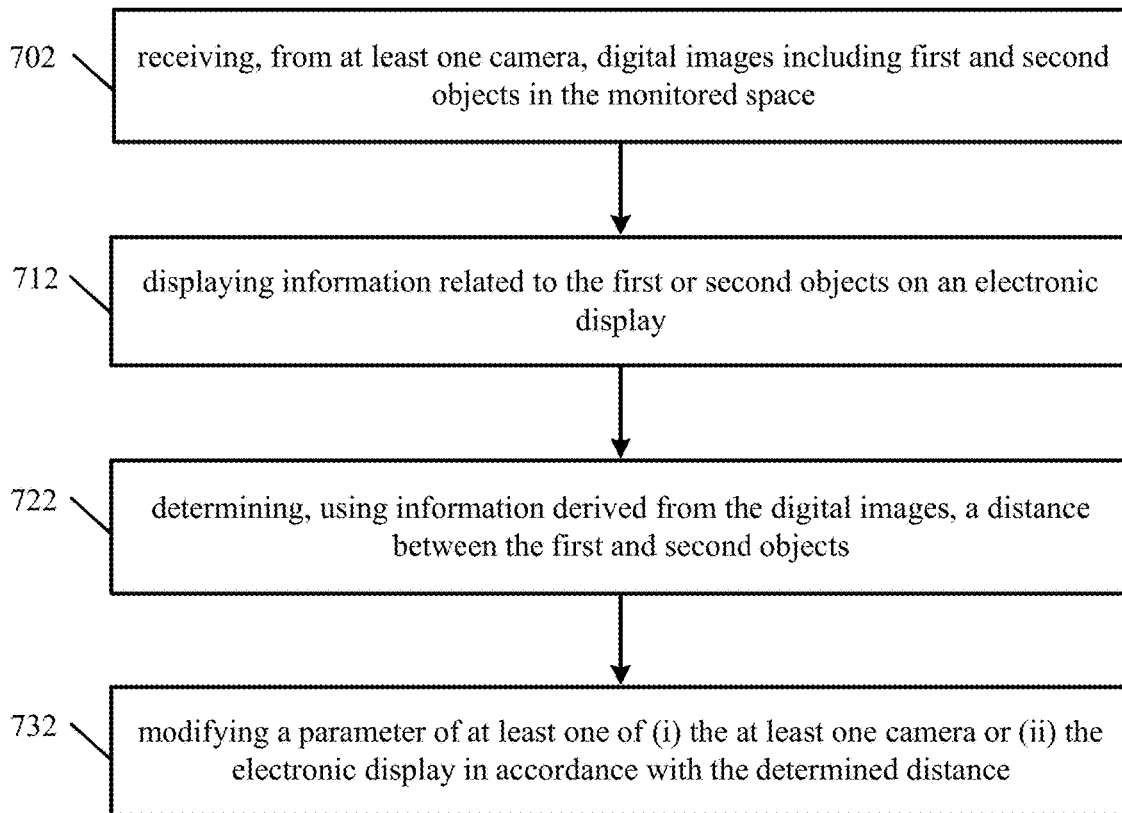 702
receiving, from at least one camera, digital images including first and second
objects in the monitored space
712
displaying information related to the first or second objects on an electronic
display
722
determining, using information derived from the digital images, a distance
between the first and second objects
732
modifying a parameter of at least one of (i) the at least one camera or (ii) the
electronic display in accordance with the determined distance